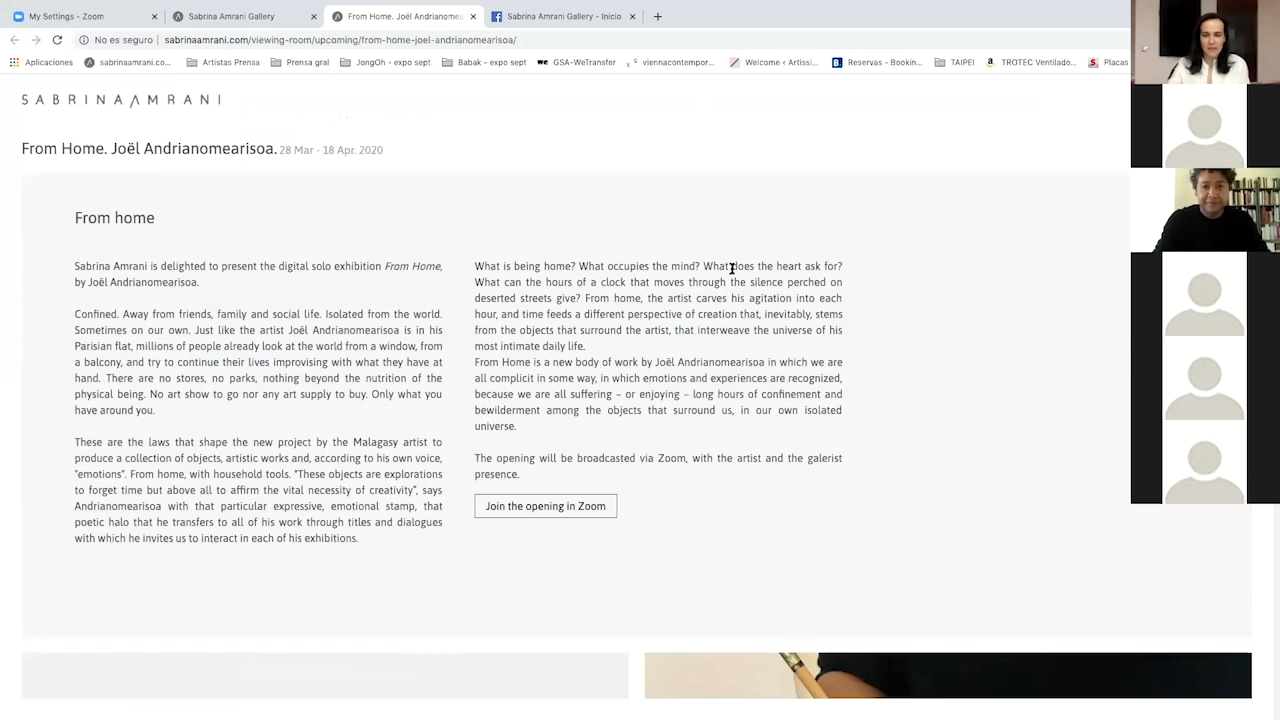 My Settings - Zoom
Sabrina Amrani Gallery
From Home. Joël Andrianomea
Sabrina Amrani Gallery - Inicio
No es seguro | sabrinaamrani.com/viewing-room/upcoming/from-home-joel-andrianomearisoa/
Aplicaciones
sabrinaamrani.co...
Artistas Prensa
Prensa gral
JongOh - expo sept
Babak - expo sept
GSA-WeTransfer
viennacontempor...
Welcome ‹ Artissi...
Reservas - Bookin...
TAIPEI
TROTEC Ventilado...
Placas
SABRINA AMRANI
From Home. Joël Andrianomearisoa. 28 Mar - 18 Apr. 2020
From home
Sabrina Amrani is delighted to present the digital solo exhibition From Home,
by Joël Andrianomearisoa.
Confined. Away from friends, family and social life. Isolated from the world.
Sometimes on our own. Just like the artist Joël Andrianomearisoa is in his
Parisian flat, millions of people already look at the world from a window, from
a balcony, and try to continue their lives improvising with what they have at
hand. There are no stores, no parks, nothing beyond the nutrition of the
physical being. No art show to go nor any art supply to buy. Only what you
have around you.
These are the laws that shape the new project by the Malagasy artist to
produce a collection of objects, artistic works and, according to his own voice,
"emotions". From home, with household tools. "These objects are explorations
to forget time but above all to affirm the vital necessity of creativity", says
Andrianomearisoa with that particular expressive, emotional stamp, that
poetic halo that he transfers to all of his work through titles and dialogues
with which he invites us to interact in each of his exhibitions.
What is being home? What occupies the mind? What does the heart ask for?
What can the hours of a clock that moves through the silence perched on
deserted streets give? From home, the artist carves his agitation into each
hour, and time feeds a different perspective of creation that, inevitably, stems
from the objects that surround the artist, that interweave the universe of his
most intimate daily life.
From Home is a new body of work by Joël Andrianomearisoa in which we are
all complicit in some way, in which emotions and experiences are recognized,
because we are all suffering – or enjoying – long hours of confinement and
bewilderment among the objects that surround us, in our own isolated
universe.
The opening will be broadcasted via Zoom, with the artist and the galerist
presence.
Join the opening in Zoom